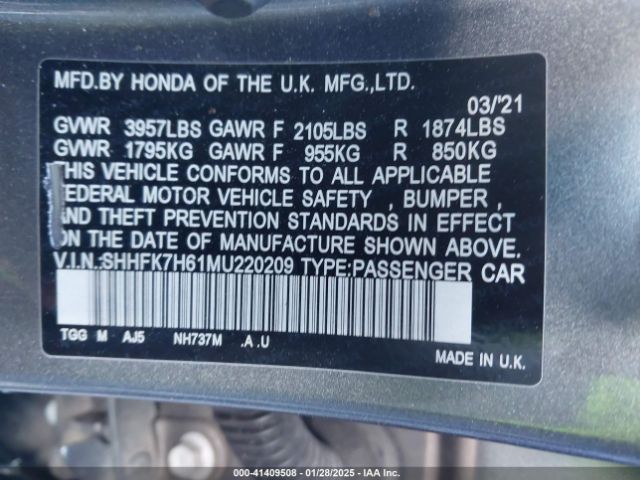 MFD.BY HONDA OF THE U.K. MFG.,LTD.
03/'21
GVWR 3957LBS GAWR F 2105LBS R 1874LBS
GVWR 1795KG GAWR F 955KG R 850KG
THIS VEHICLE CONFORMS TO ALL APPLICABLE
FEDERAL MOTOR VEHICLE SAFETY , BUMPER ,
AND THEFT PREVENTION STANDARDS IN EFFECT
ON THE DATE OF MANUFACTURE SHOWN ABOVE.
V.I.N.:SHHFK7H61MU220209 TYPE:PASSENGER CAR
TGG M AJ5 NH737M .A .U
MADE IN U.K.
000-41409508 | 01/28/2025 | IAA Inc.